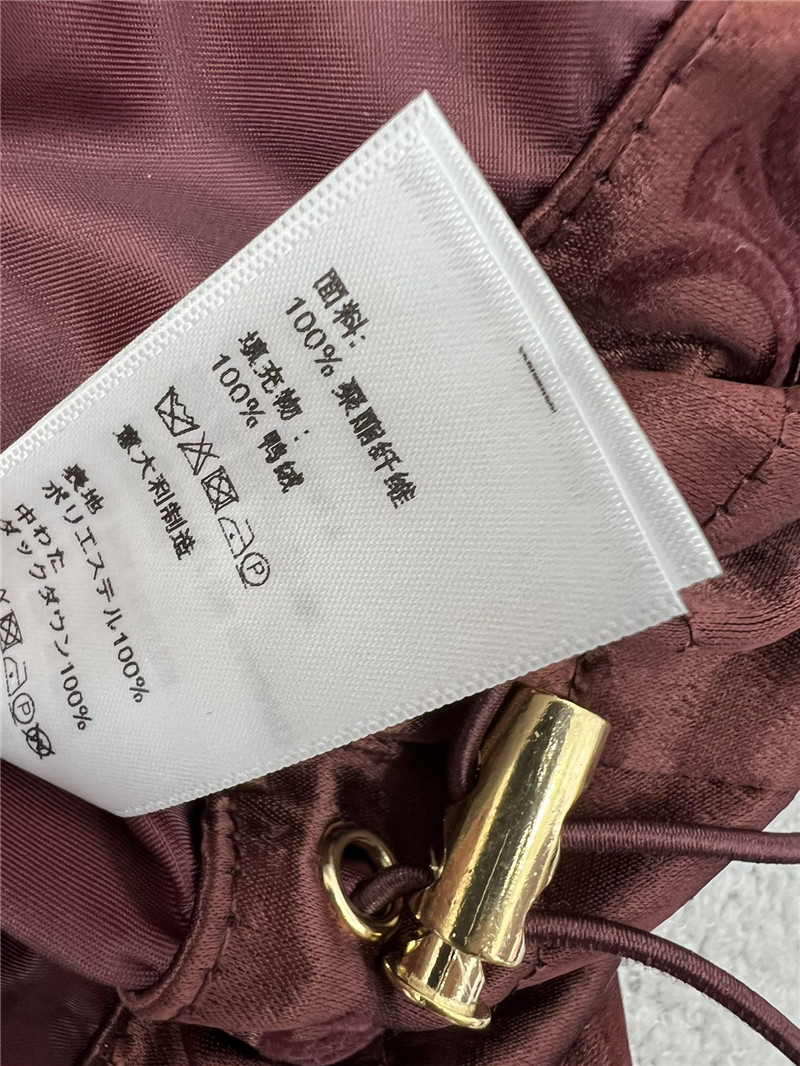 面料:
100% 聚酯纤维
填充物:
100% 鸭绒
P
意大利制造
表地
ポリエステル100%
中わた
ダックダウン100%
P